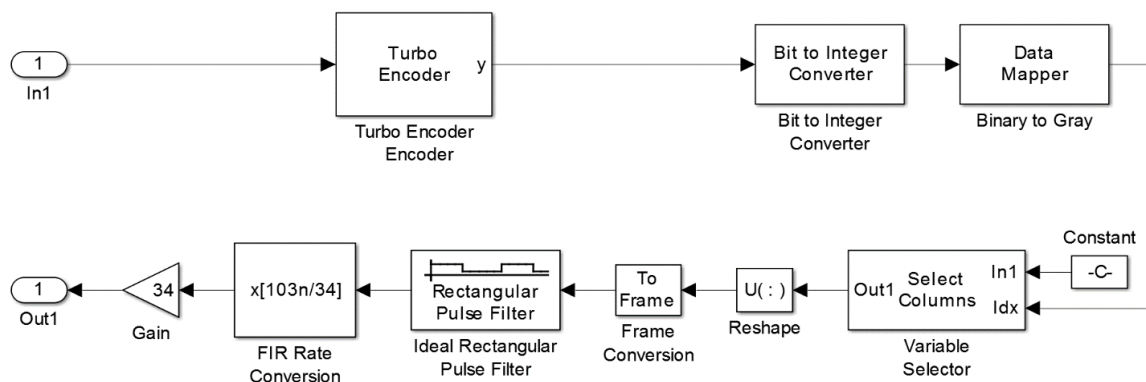 1
In1
Turbo
Encoder
y
Turbo Encoder
Encoder
Bit to Integer
Converter
Bit to Integer
Converter
Data
Mapper
Binary to Gray
1
Out1
34
Gain
x[103n/34]
FIR Rate
Conversion
Rectangular
Pulse Filter
Ideal Rectangular
Pulse Filter
To
Frame
Frame
Conversion
U( : )
Reshape
Out1
Select
Columns
In1
Idx
Variable
Selector
Constant
-C-